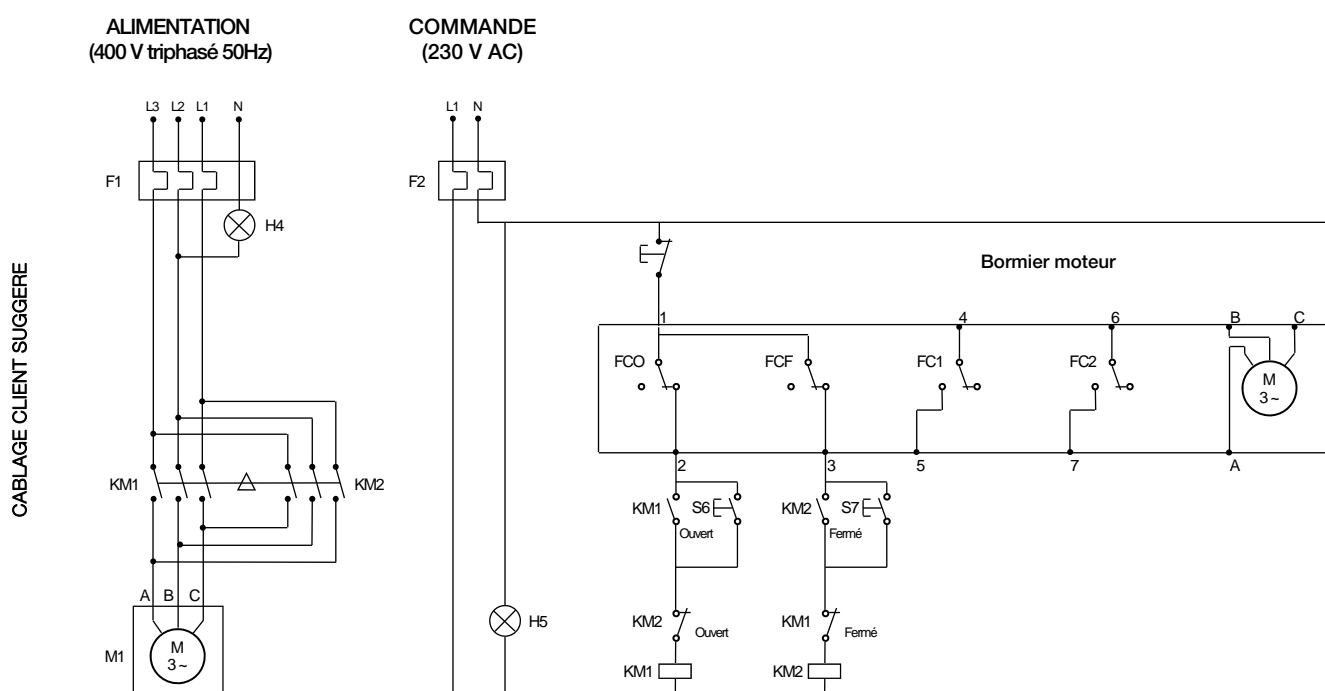 ALIMENTATION
(400 V triphasé 50Hz)
COMMANDE
(230 V AC)
L3 L2 L1 N
L1 N
F1
F2
H4
CABLAGE CLIENT SUGGERE
Bormier moteur
1 4 6 B C
FCO FCF FC1 FC2
M
3~
2 3 5 7 A
KM1 KM2
KM1 S6
Ouvert
KM2 S7
Fermé
A B C
M1
M
3~
H5
KM2
Ouvert
KM1
Fermé
KM1
KM2